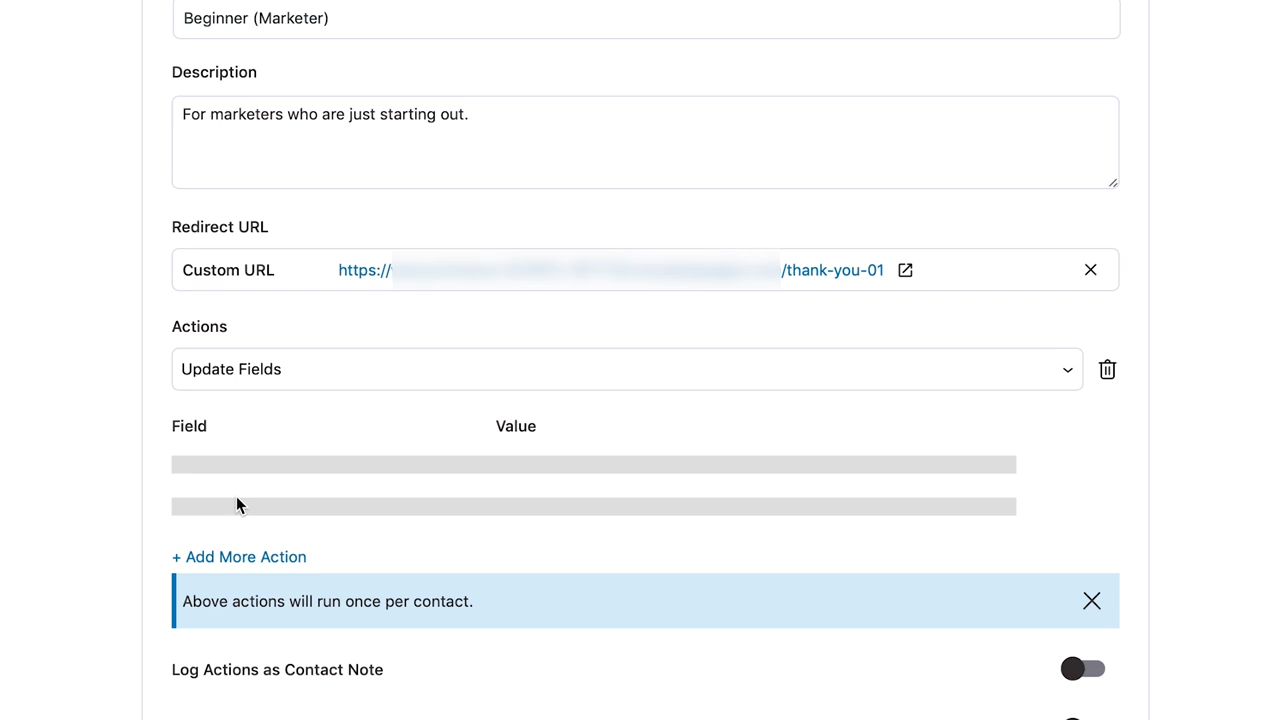 Beginner (Marketer)
Description
For marketers who are just starting out.
Redirect URL
Custom URL https:// /thank-you-01
Actions
Update Fields
Field Value
+ Add More Action
Above actions will run once per contact.
Log Actions as Contact Note